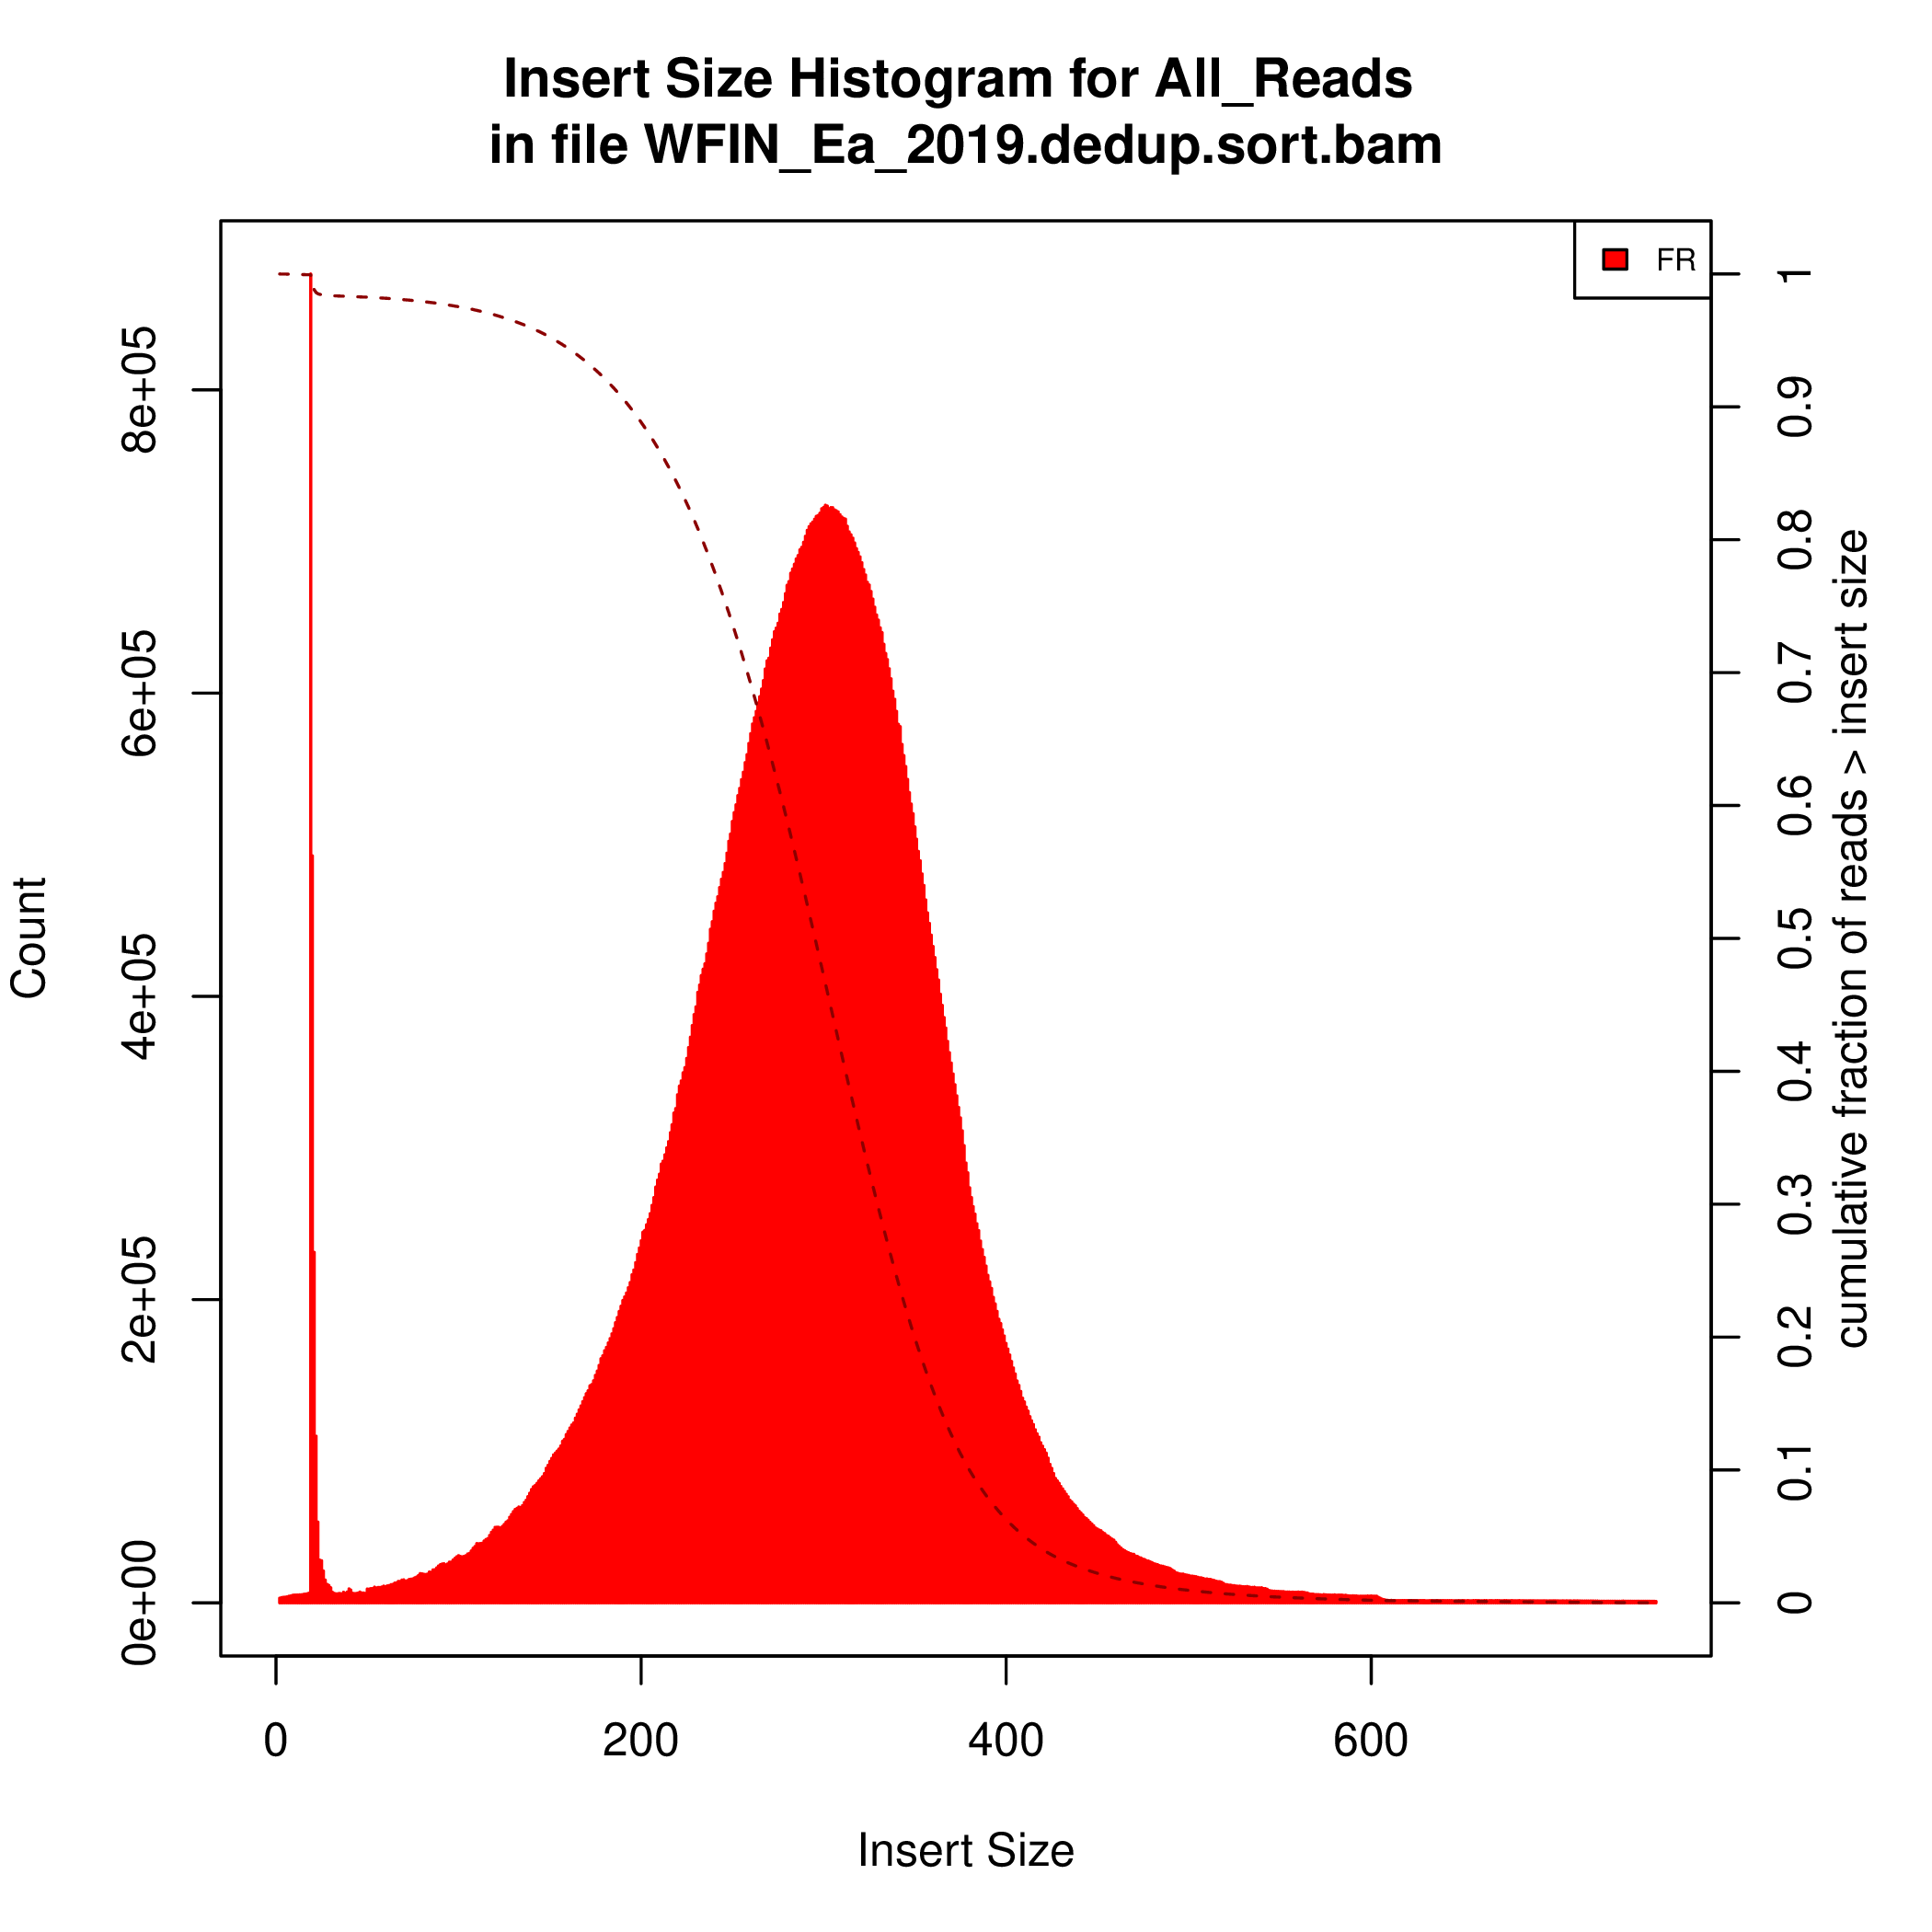 Insert Size Histogram for All_Reads
in file WFIN_Ea_2019.dedup.sort.bam
FR
Count
0e+00
2e+05
4e+05
6e+05
8e+05
0
200
400
600
Insert Size
0
0.1
0.2
0.3
0.4
0.5
0.6
0.7
0.8
0.9
1
cumulative fraction of reads > insert size